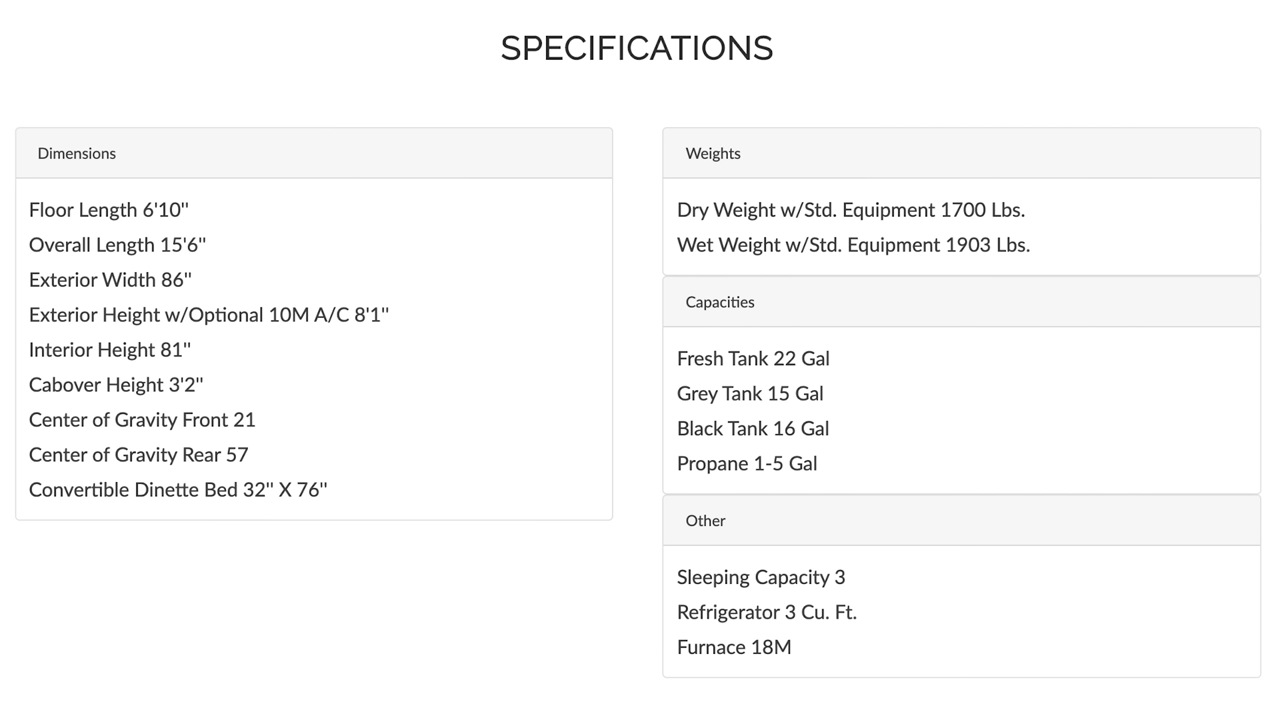 SPECIFICATIONS
Dimensions
Floor Length 6'10"
Overall Length 15'6"
Exterior Width 86"
Exterior Height w/Optional 10M A/C 8'1"
Interior Height 81"
Cabover Height 3'2"
Center of Gravity Front 21
Center of Gravity Rear 57
Convertible Dinette Bed 32" X 76"
Weights
Dry Weight w/Std. Equipment 1700 Lbs.
Wet Weight w/Std. Equipment 1903 Lbs.
Capacities
Fresh Tank 22 Gal
Grey Tank 15 Gal
Black Tank 16 Gal
Propane 1-5 Gal
Other
Sleeping Capacity 3
Refrigerator 3 Cu. Ft.
Furnace 18M